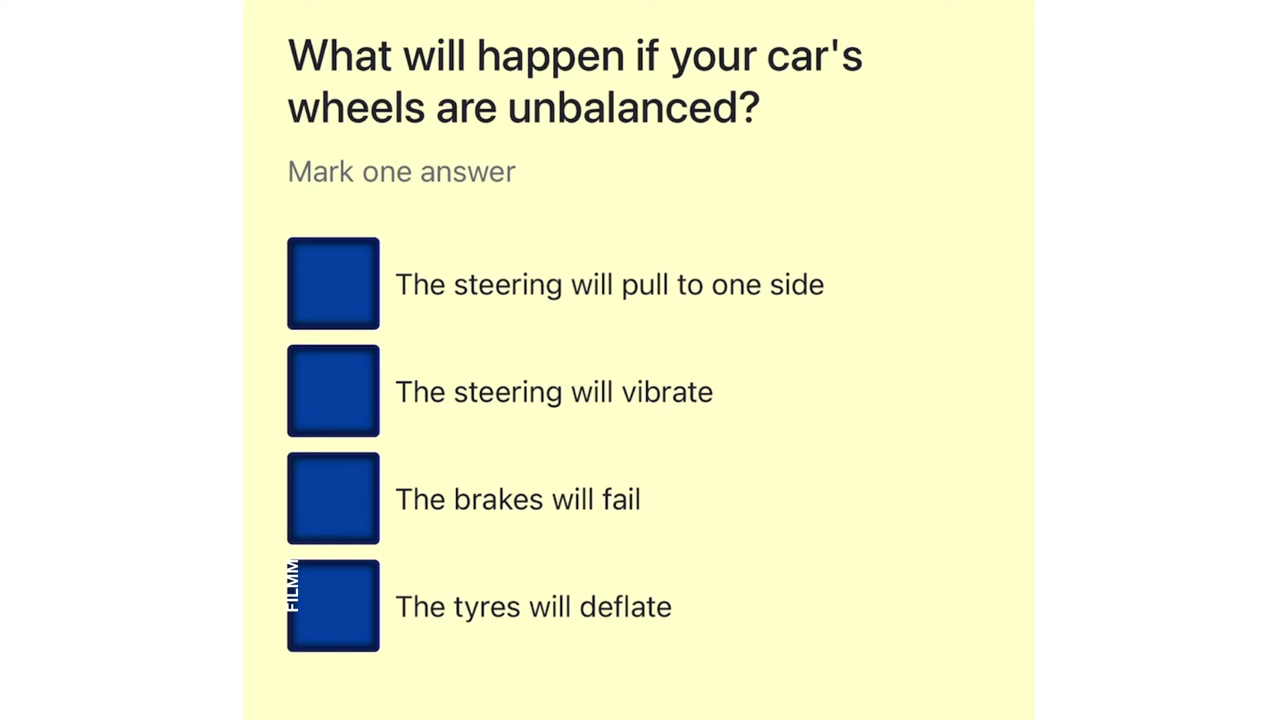 What will happen if your car's
wheels are unbalanced?
Mark one answer
The steering will pull to one side
The steering will vibrate
The brakes will fail
FILMM
The tyres will deflate